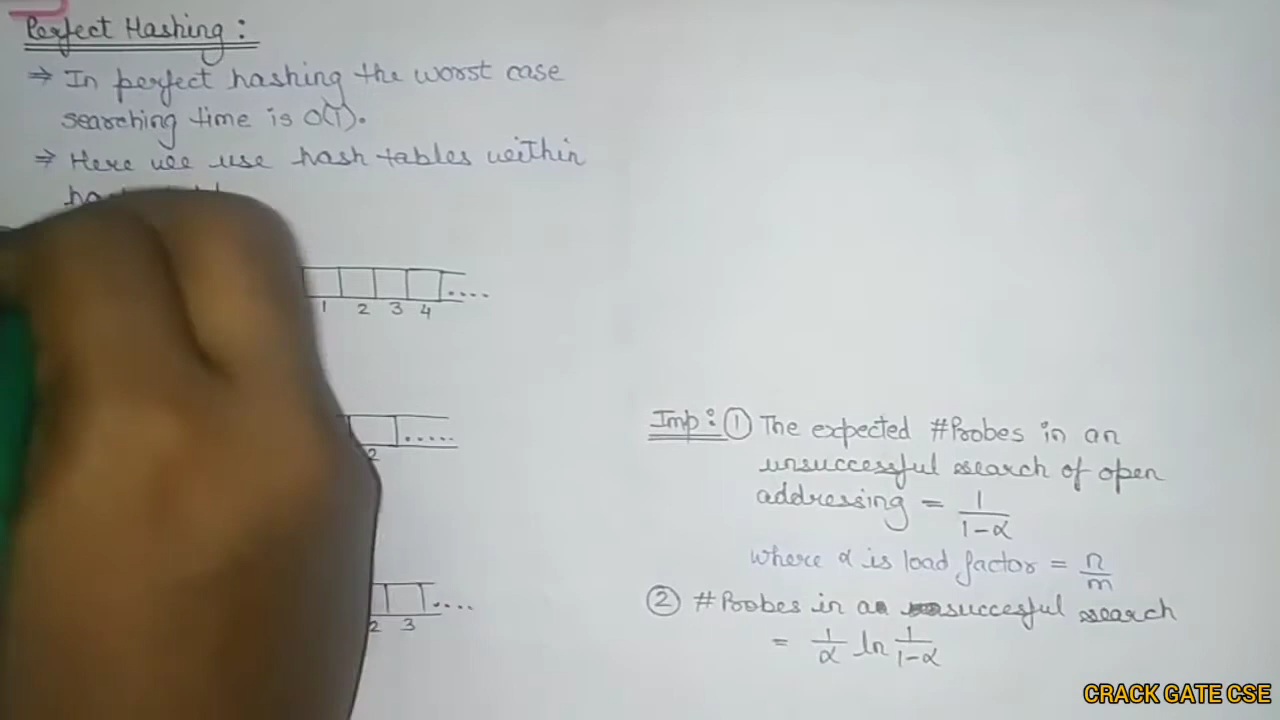 Perfect Hashing:
⇒ In perfect hashing the worst case
searching time is O(1).
⇒ Here we use hash tables within
1 2 3 4
2
2 3
Imp: ① The expected #Probes in an
unsuccessful search of open
addressing = 1/1-α
where α is load factor = n/m
② #Probes in a succesful search
= 1/α ln 1/1-α
CRACK GATE CSE